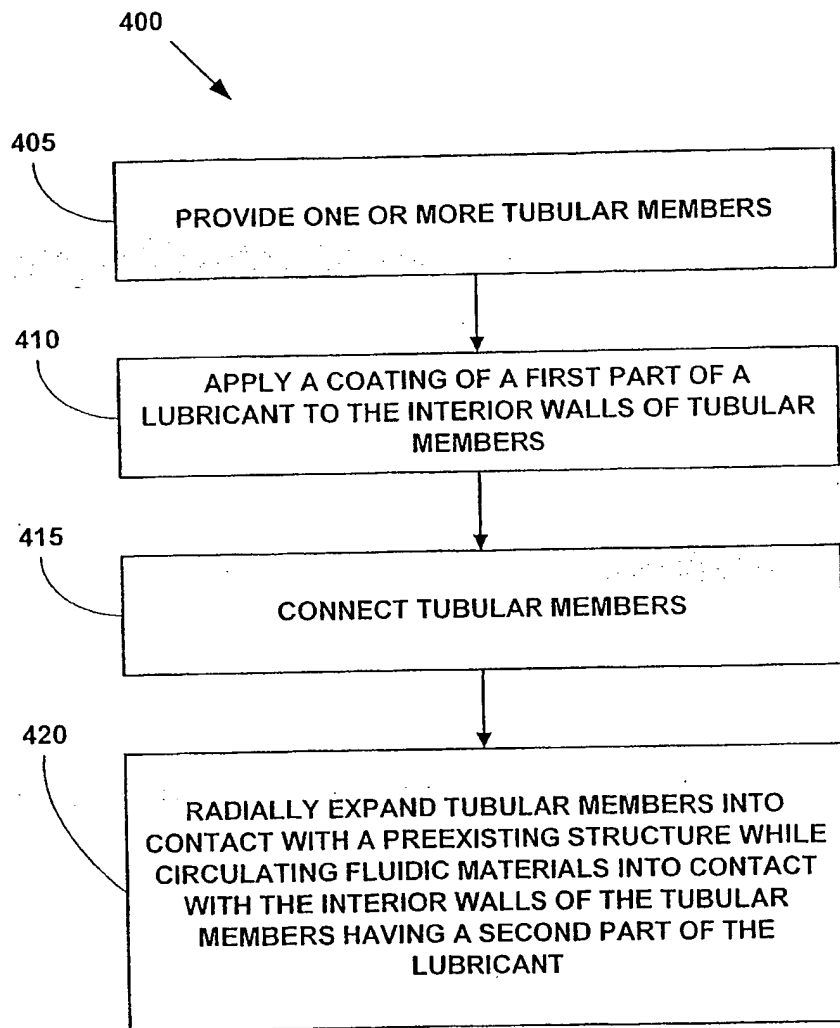 400
405
PROVIDE ONE OR MORE TUBULAR MEMBERS
410
APPLY A COATING OF A FIRST PART OF A
LUBRICANT TO THE INTERIOR WALLS OF TUBULAR
MEMBERS
415
CONNECT TUBULAR MEMBERS
420
RADIALLY EXPAND TUBULAR MEMBERS INTO
CONTACT WITH A PREEXISTING STRUCTURE WHILE
CIRCULATING FLUIDIC MATERIALS INTO CONTACT
WITH THE INTERIOR WALLS OF THE TUBULAR
MEMBERS HAVING A SECOND PART OF THE
LUBRICANT